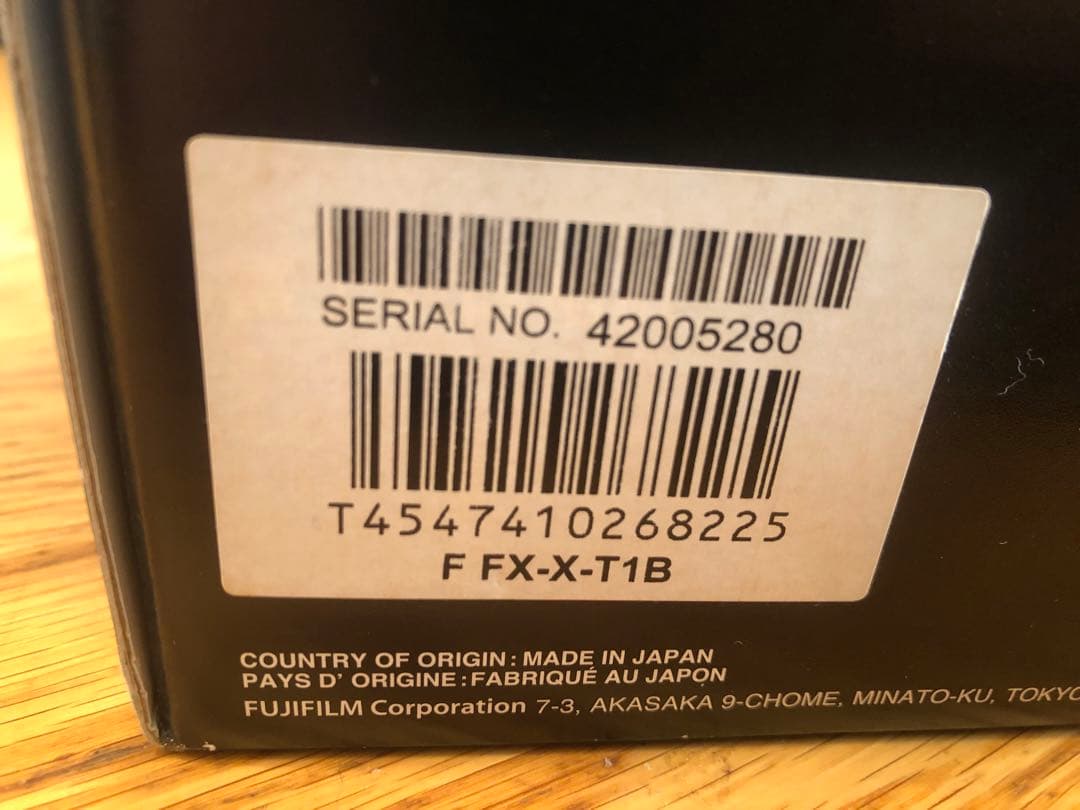 SERIAL NO. 42005280
T4547410268225
F FX-X-T1B
COUNTRY OF ORIGIN : MADE IN JAPAN
PAYS D' ORIGINE : FABRIQUÉ AU JAPON
FUJIFILM Corporation 7-3, AKASAKA 9-CHOME, MINATO-KU, TOKYO